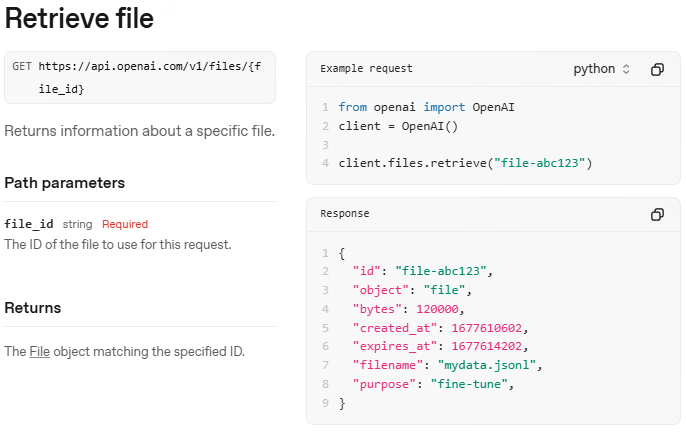 Retrieve file
GET https://api.openai.com/v1/files/{f
ile_id}
Returns information about a specific file.
Path parameters
file_id string Required
The ID of the file to use for this request.
Returns
The File object matching the specified ID.
Example request
python
1 from openai import OpenAI
2 client = OpenAI()
3
4 client.files.retrieve("file-abc123")
Response
1 {
2   "id": "file-abc123",
3   "object": "file",
4   "bytes": 120000,
5   "created_at": 1677610602,
6   "expires_at": 1677614202,
7   "filename": "mydata.jsonl",
8   "purpose": "fine-tune",
9 }